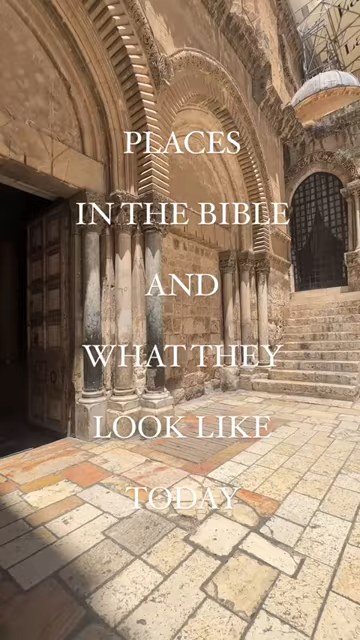 PLACES
IN THE BIBLE
AND
WHAT THEY
LOOK LIKE
TODAY